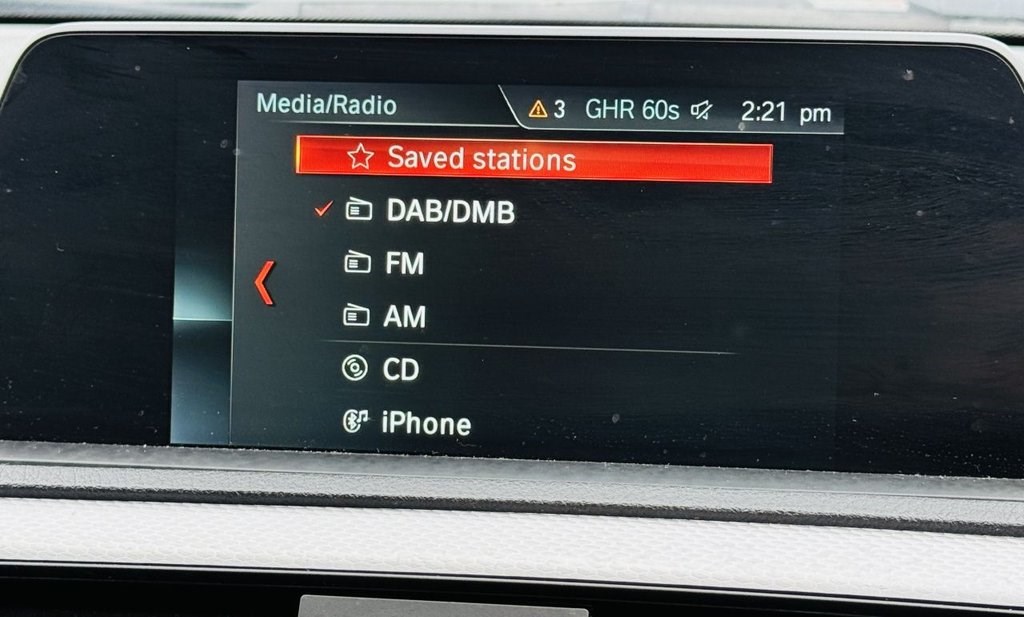 Media/Radio 3 GHR 60s 2:21 pm
Saved stations
DAB/DMB
FM
AM
CD
iPhone